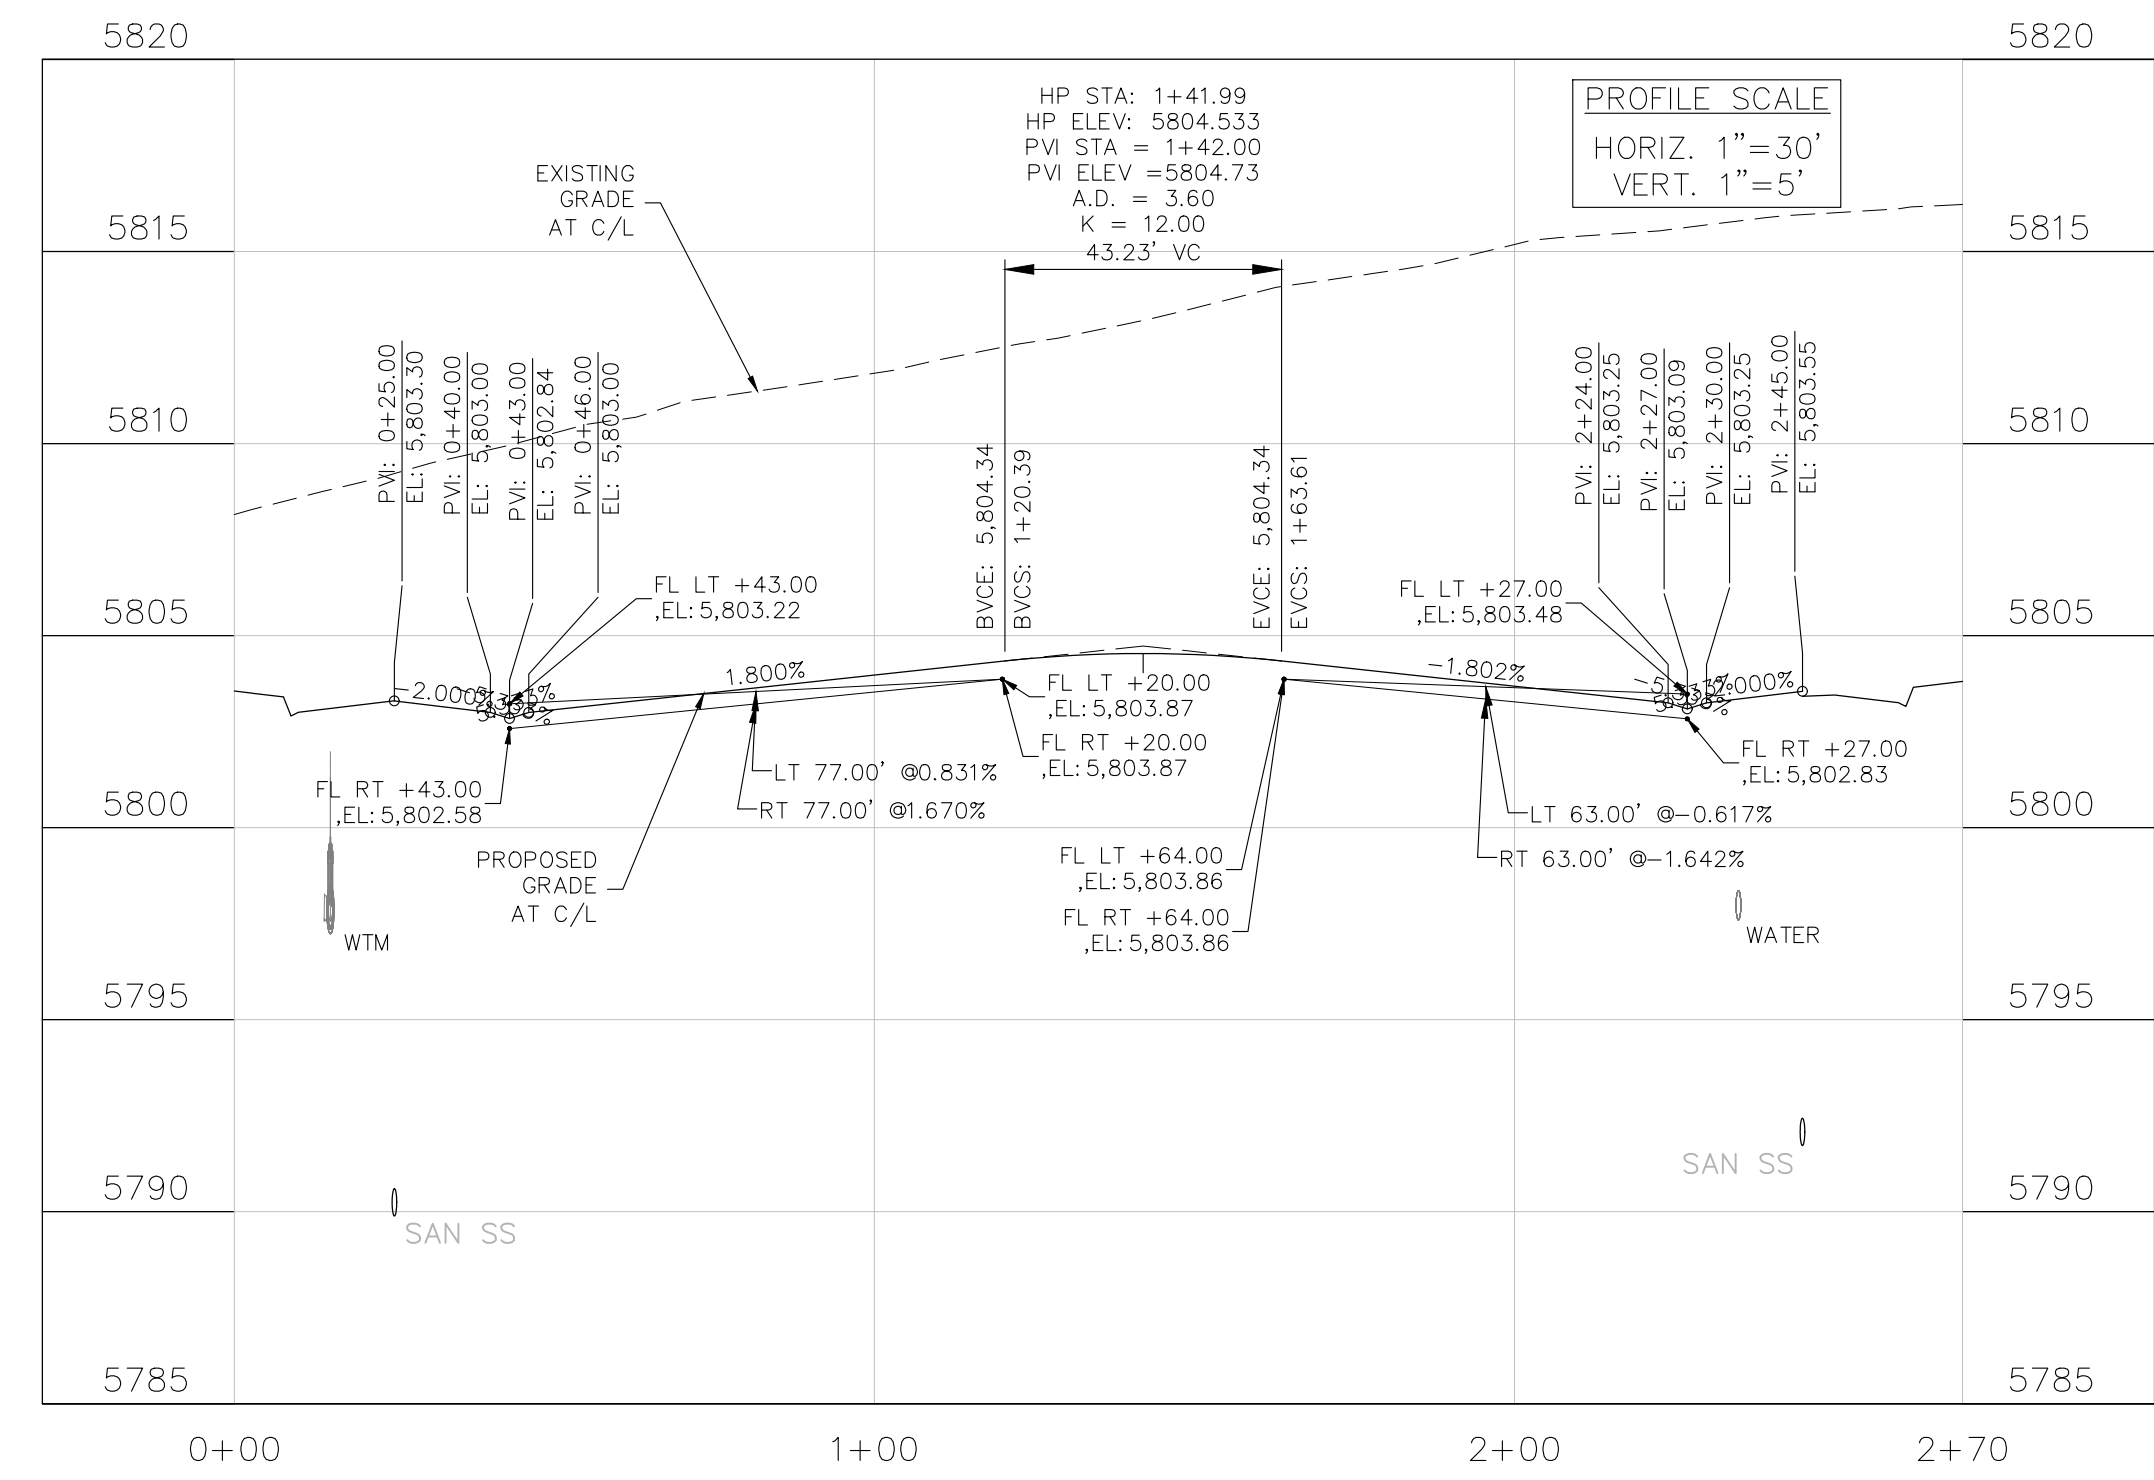 5820
5820
HP STA: 1+41.99
HP ELEV: 5804.533
PVI STA = 1+42.00
PVI ELEV =5804.73
A.D. = 3.60
K = 12.00
43.23' VC
PROFILE SCALE
HORIZ. 1"=30'
VERT. 1"=5'
EXISTING
GRADE
AT C/L
5815
5815
PVI: 0+25.00
EL: 5,803.30
PVI: 0+40.00
EL: 5,803.00
PVI: 0+43.00
EL: 5,802.84
PVI: 0+46.00
EL: 5,803.00
BVCE: 5,804.34
BVCS: 1+20.39
EVCE: 5,804.34
EVCS: 1+63.61
PVI: 2+24.00
EL: 5,803.25
PVI: 2+27.00
EL: 5,803.09
PVI: 2+30.00
EL: 5,803.25
PVI: 2+45.00
EL: 5,803.55
5810
5810
FL LT +43.00
,EL:5,803.22
FL LT +27.00
,EL:5,803.48
5805
5805
-2.000%
1.800%
-1.802%
FL LT +20.00
,EL:5,803.87
FL RT +20.00
,EL:5,803.87
LT 77.00' @0.831%
RT 77.00' @1.670%
FL RT +43.00
,EL:5,802.58
FL RT +27.00
,EL:5,802.83
LT 63.00' @-0.617%
RT 63.00' @-1.642%
5800
5800
PROPOSED
GRADE
AT C/L
FL LT +64.00
,EL:5,803.86
FL RT +64.00
,EL:5,803.86
WTM
WATER
5795
5795
SAN SS
5790
5790
SAN SS
5785
5785
0+00
1+00
2+00
2+70